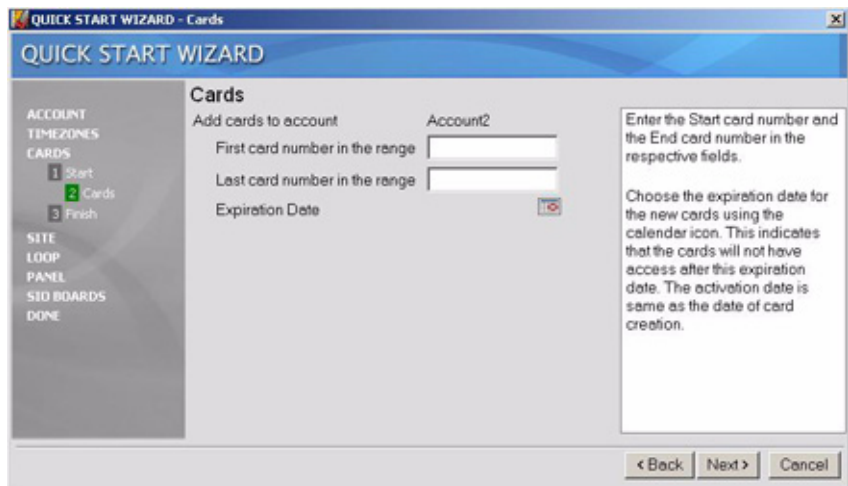 QUICK START WIZARD - Cards
QUICK START WIZARD
ACCOUNT
TIMEZONES
CARDS
1 Start
2 Cards
3 Finish
SITE
LOOP
PANEL
SIO BOARDS
DONE
Cards
Add cards to account Account2
First card number in the range
Last card number in the range
Expiration Date
Enter the Start card number and
the End card number in the
respective fields.
Choose the expiration date for
the new cards using the
calendar icon. This indicates
that the cards will not have
access after this expiration
date. The activation date is
same as the date of card
creation.
< Back Next > Cancel